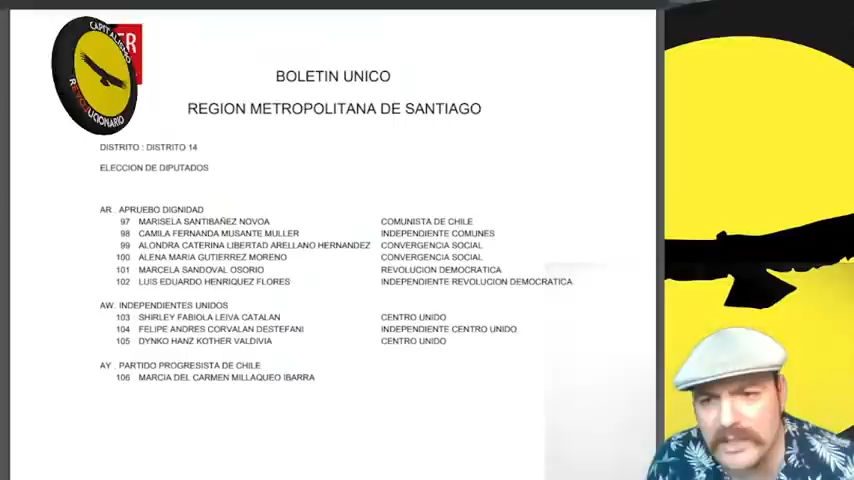 CAPITALISMO
REVOLUCIONARIO
ER
BOLETIN UNICO
REGION METROPOLITANA DE SANTIAGO
DISTRITO : DISTRITO 14
ELECCION DE DIPUTADOS
AR. APRUEBO DIGNIDAD
97 MARISELA SANTIBAÑEZ NOVOA COMUNISTA DE CHILE
98 CAMILA FERNANDA MUSANTE MULLER INDEPENDIENTE COMUNES
99 ALONDRA CATERINA LIBERTAD ARELLANO HERNANDEZ CONVERGENCIA SOCIAL
100 ALENA MARIA GUTIERREZ MORENO CONVERGENCIA SOCIAL
101 MARCELA SANDOVAL OSORIO REVOLUCION DEMOCRATICA
102 LUIS EDUARDO HENRIQUEZ FLORES INDEPENDIENTE REVOLUCION DEMOCRATICA
AW. INDEPENDIENTES UNIDOS
103 SHIRLEY FABIOLA LEIVA CATALAN CENTRO UNIDO
104 FELIPE ANDRES CORVALAN DESTEFANI INDEPENDIENTE CENTRO UNIDO
105 DYNKO HANZ KOTHER VALDIVIA CENTRO UNIDO
AY . PARTIDO PROGRESISTA DE CHILE
106 MARCIA DEL CARMEN MILLAQUEO IBARRA